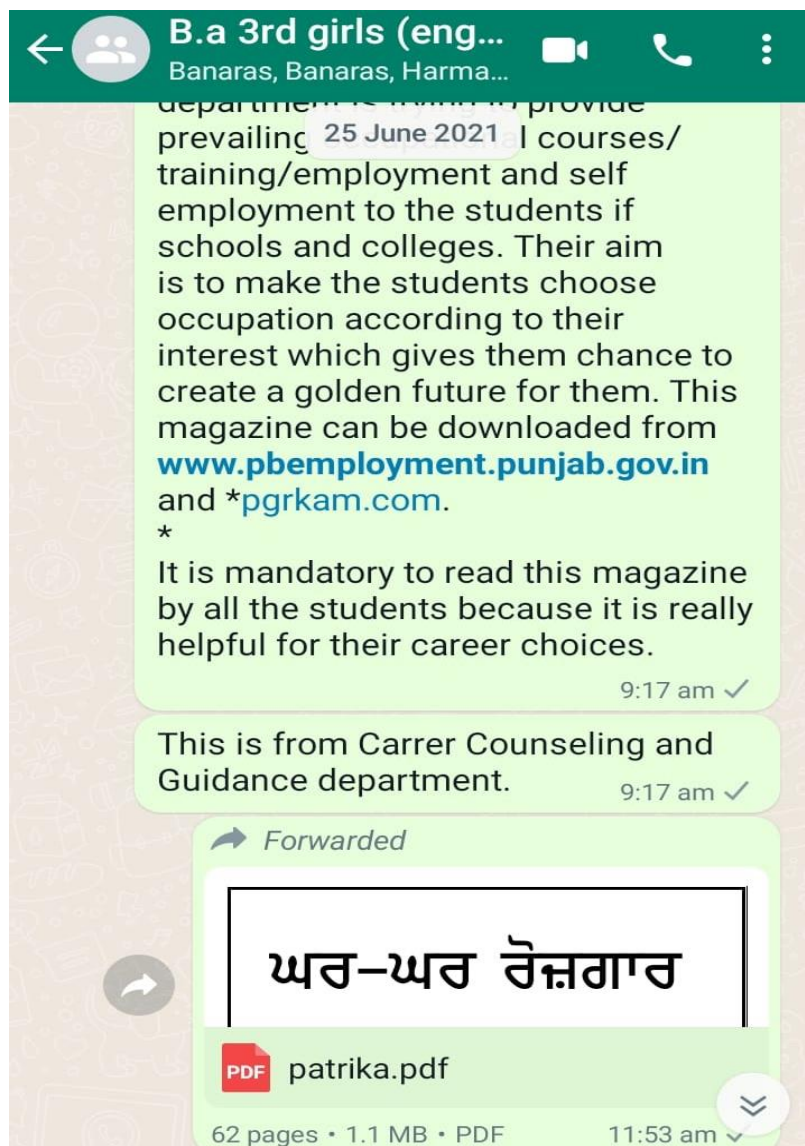 B.a 3rd girls (eng...
Banaras, Banaras, Harma...
department is trying to provide
25 June 2021
prevailing l courses/
training/employment and self
employment to the students if
schools and colleges. Their aim
is to make the students choose
occupation according to their
interest which gives them chance to
create a golden future for them. This
magazine can be downloaded from
www.pbemployment.punjab.gov.in
and *pgrkam.com.
*
It is mandatory to read this magazine
by all the students because it is really
helpful for their career choices.
9:17 am
This is from Carrer Counseling and
Guidance department.
9:17 am
Forwarded
ਘਰ-ਘਰ ਰੋਜ਼ਗਾਰ
PDF patrika.pdf
62 pages • 1.1 MB • PDF 11:53 am